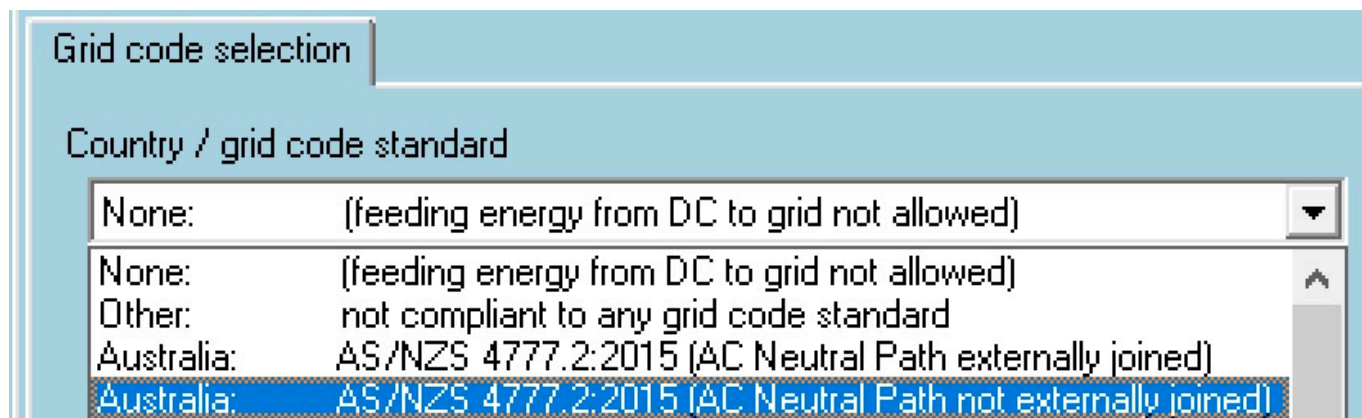 Grid code selection
Country / grid code standard
None: (feeding energy from DC to grid not allowed)
None: (feeding energy from DC to grid not allowed)
Other: not compliant to any grid code standard
Australia: AS/NZS 4777.2:2015 (AC Neutral Path externally joined)
Australia: AS/NZS 4777.2:2015 (AC Neutral Path not externally joined)